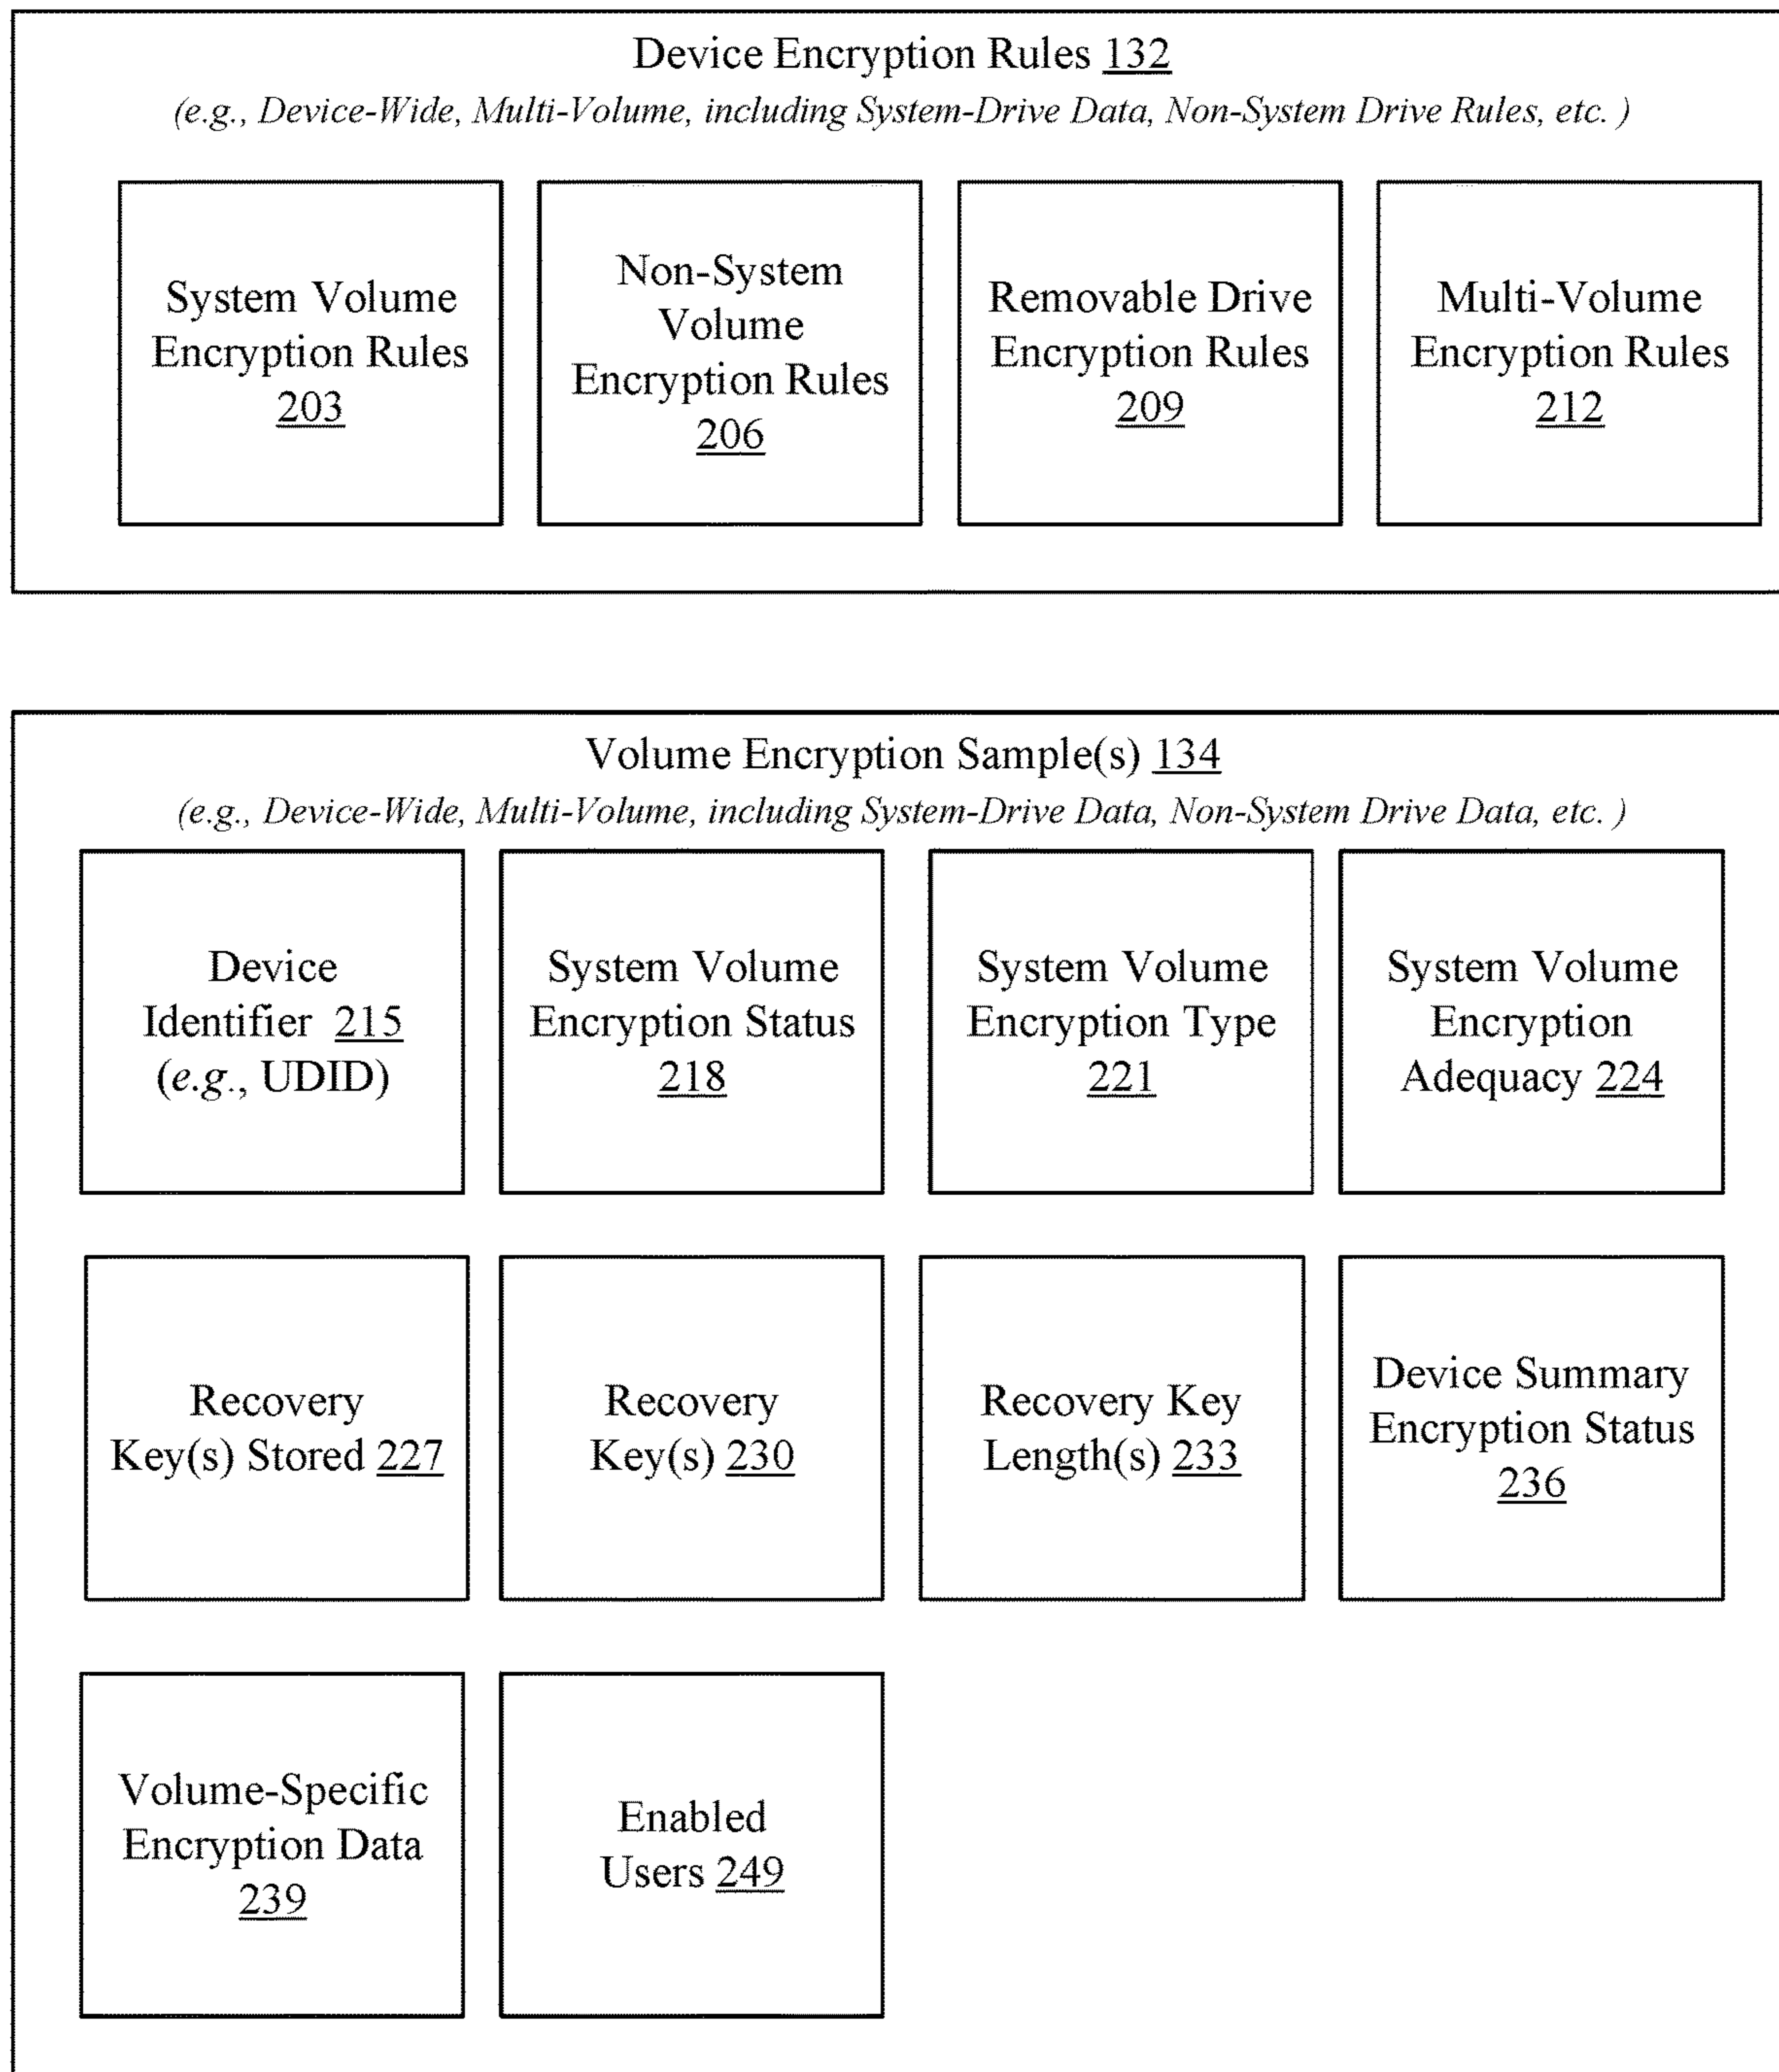 Device Encryption Rules 132
(e.g., Device-Wide, Multi-Volume, including System-Drive Data, Non-System Drive Rules, etc. )
System Volume
Encryption Rules
203
Non-System
Volume
Encryption Rules
206
Removable Drive
Encryption Rules
209
Multi-Volume
Encryption Rules
212
Volume Encryption Sample(s) 134
(e.g., Device-Wide, Multi-Volume, including System-Drive Data, Non-System Drive Data, etc. )
Device
Identifier 215
(e.g., UDID)
System Volume
Encryption Status
218
System Volume
Encryption Type
221
System Volume
Encryption
Adequacy 224
Recovery
Key(s) Stored 227
Recovery
Key(s) 230
Recovery Key
Length(s) 233
Device Summary
Encryption Status
236
Volume-Specific
Encryption Data
239
Enabled
Users 249